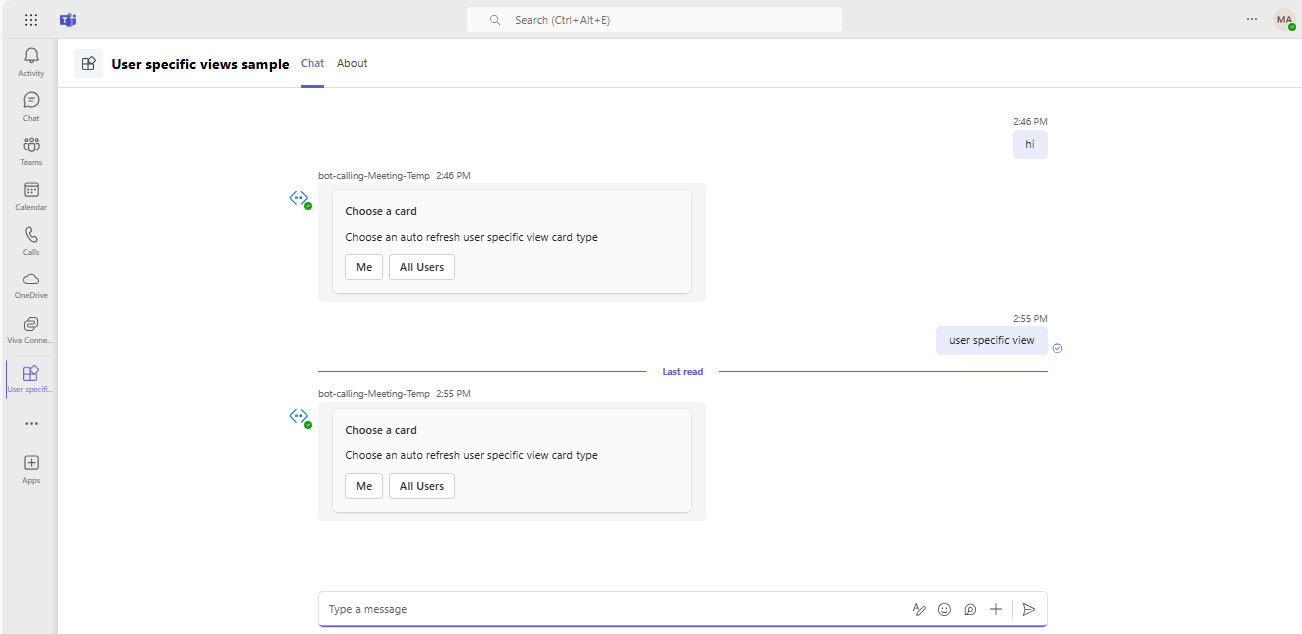 Search (Ctrl+Alt+E)
MA
Activity
Chat
Teams
Calendar
Calls
OneDrive
Viva Conne...
User specifi...
Apps
User specific views sample
Chat
About
2:46 PM
hi
bot-calling-Meeting-Temp 2:46 PM
Choose a card
Choose an auto refresh user specific view card type
Me
All Users
2:55 PM
user specific view
Last read
bot-calling-Meeting-Temp 2:55 PM
Choose a card
Choose an auto refresh user specific view card type
Me
All Users
Type a message